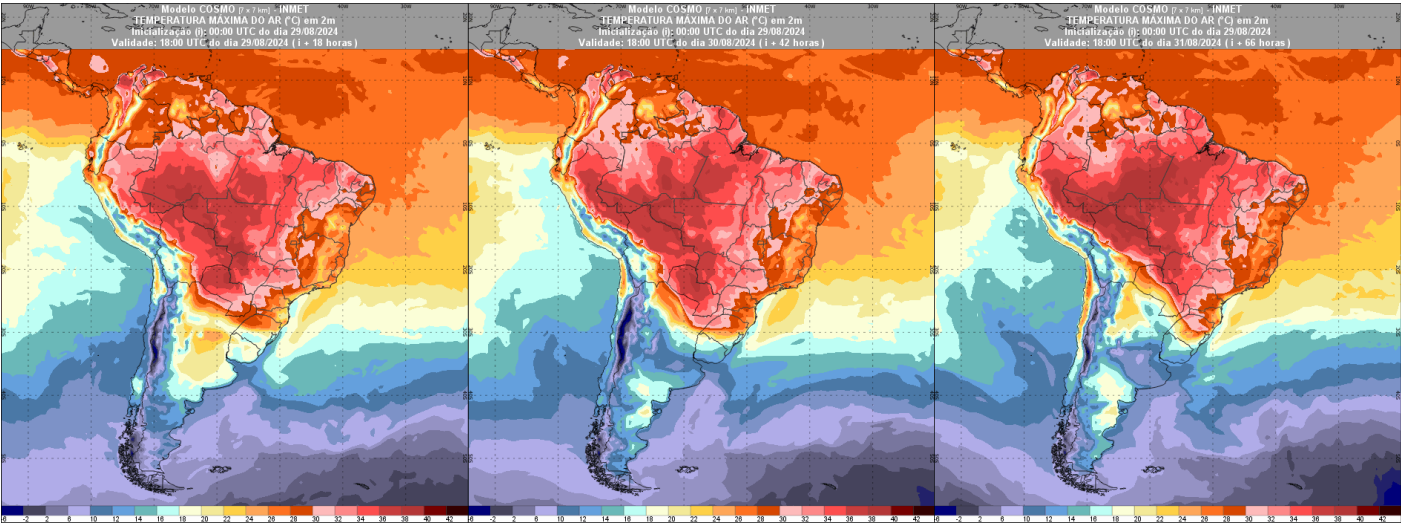 Modelo COSMO [7 x 7 km] - INMET
TEMPERATURA MÁXIMA DO AR (°C) em 2m
Inicialização (i): 00:00 UTC do dia 29/08/2024
Validade: 18:00 UTC do dia 29/08/2024 ( i + 18 horas )
Modelo COSMO [7 x 7 km] - INMET
TEMPERATURA MÁXIMA DO AR (°C) em 2m
Inicialização (i): 00:00 UTC do dia 29/08/2024
Validade: 18:00 UTC do dia 30/08/2024 ( i + 42 horas )
Modelo COSMO [7 x 7 km] - INMET
TEMPERATURA MÁXIMA DO AR (°C) em 2m
Inicialização (i): 00:00 UTC do dia 29/08/2024
Validade: 18:00 UTC do dia 31/08/2024 ( i + 66 horas )
-6 -2 2 6 10 12 14 16 18 20 22 24 26 28 30 32 34 36 38 40 42
-6 -2 2 6 10 12 14 16 18 20 22 24 26 28 30 32 34 36 38 40 42
-6 -2 2 6 10 12 14 16 18 20 22 24 26 28 30 32 34 36 38 40 42